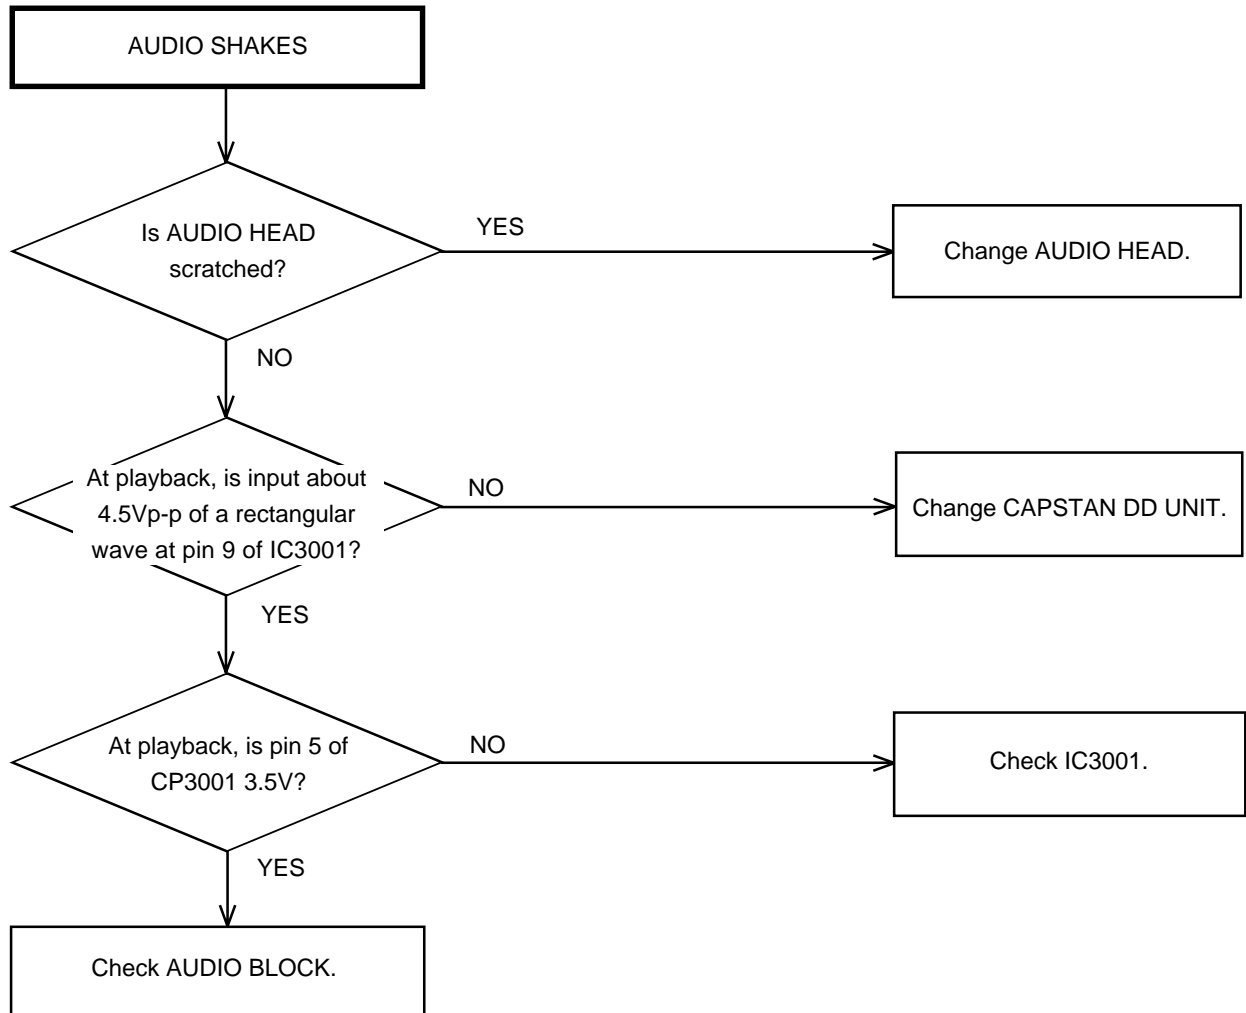 AUDIO SHAKES
Is AUDIO HEAD
scratched?
YES
Change AUDIO HEAD.
NO
At playback, is input about
4.5Vp-p of a rectangular
wave at pin 9 of IC3001?
NO
Change CAPSTAN DD UNIT.
YES
At playback, is pin 5 of
CP3001 3.5V?
NO
Check IC3001.
YES
Check AUDIO BLOCK.